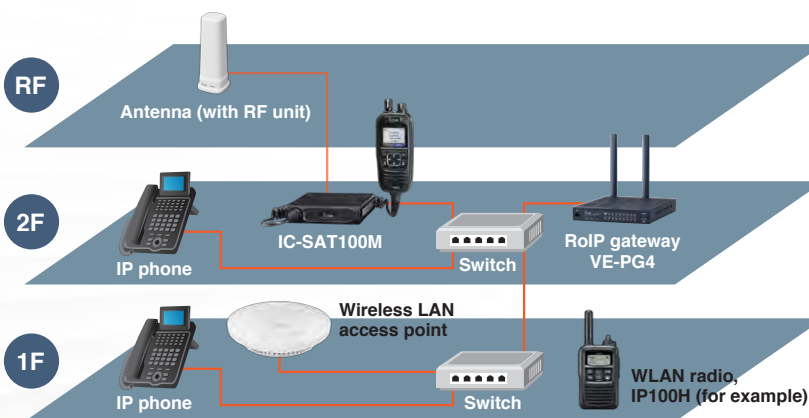 RF
Antenna (with RF unit)
2F
IP phone
IC-SAT100M
Switch
RoIP gateway
VE-PG4
1F
IP phone
Wireless LAN
access point
Switch
WLAN radio,
IP100H (for example)